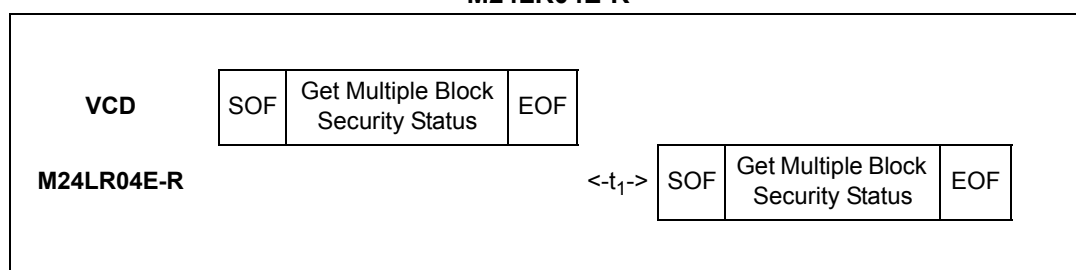 M24LR04E-R
VCD SOF Get Multiple Block Security Status EOF
M24LR04E-R <-t1-> SOF Get Multiple Block Security Status EOF